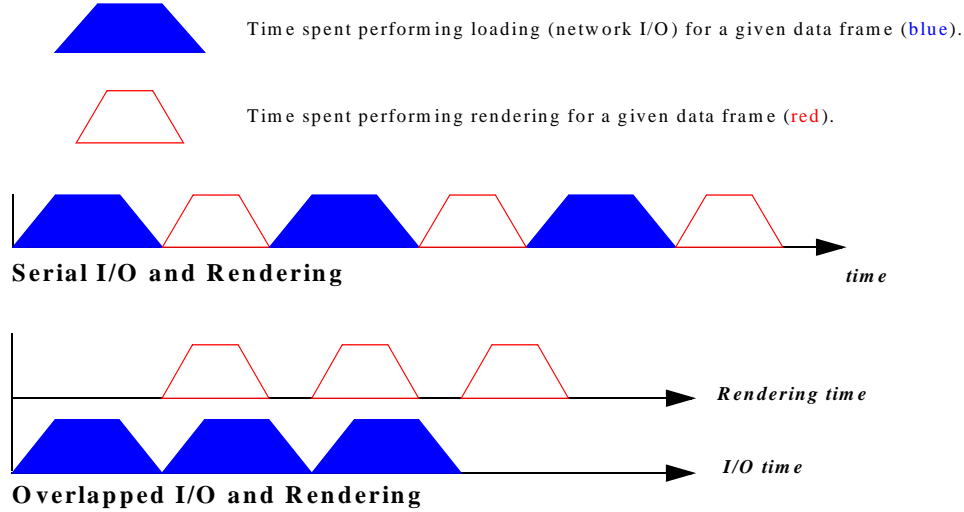 Time spent performing loading (network I/O) for a given data frame (blue).
Time spent performing rendering for a given data frame (red).
Serial I/O and Rendering
time
Rendering time
I/O time
Overlapped I/O and Rendering